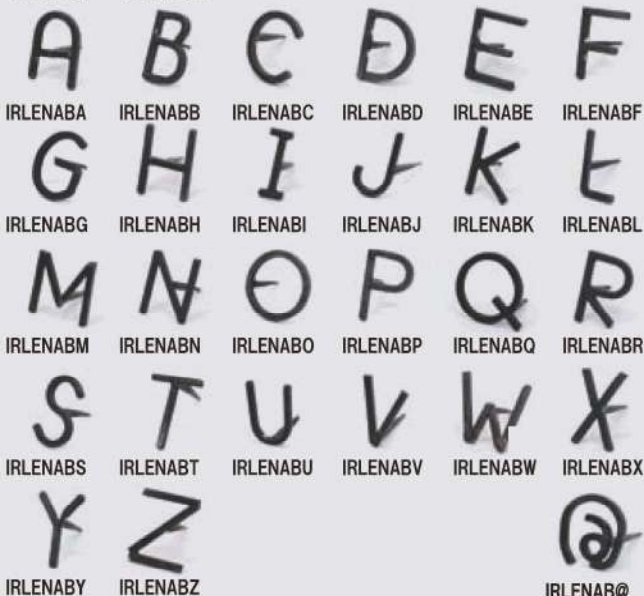 A B C D E F
IRLENABA IRLENABB IRLENABC IRLENABD IRLENABE IRLENABF
G H I J K L
IRLENABG IRLENABH IRLENABI IRLENABJ IRLENABK IRLENABL
M N O P Q R
IRLENABM IRLENABN IRLENABO IRLENABP IRLENABQ IRLENABR
S T U V W X
IRLENABS IRLENABT IRLENABU IRLENABV IRLENABW IRLENABX
Y Z @
IRLENABY IRLENABZ IRLENAB@